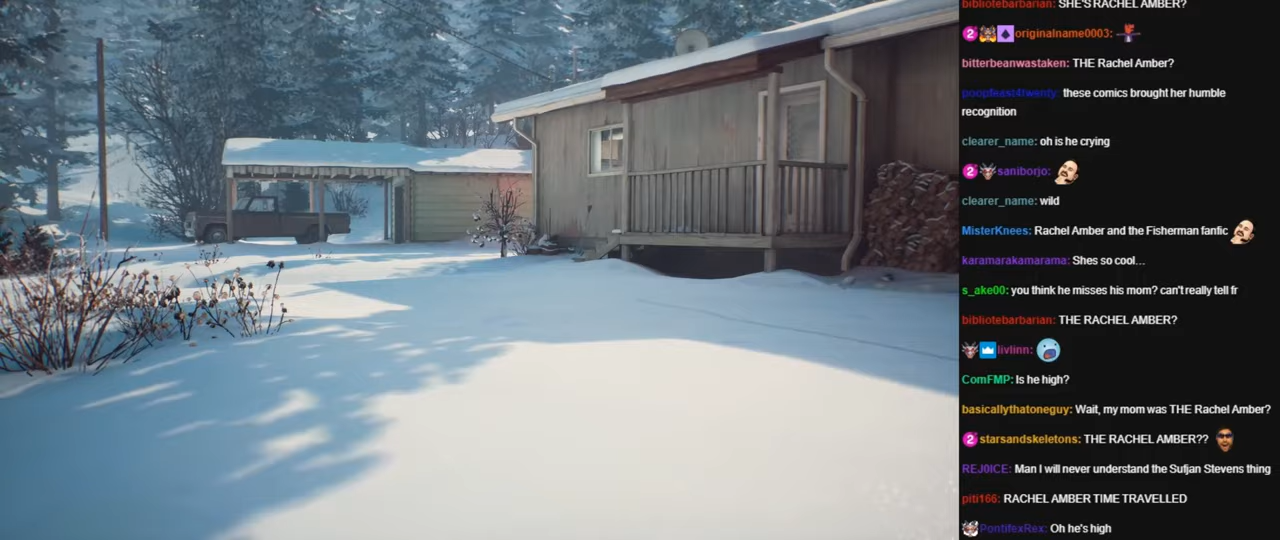 bibliotebarbarian: SHE'S RACHEL AMBER?
originalname0003:
bitterbeanwastaken: THE Rachel Amber?
poopfeast4twenty: these comics brought her humble
recognition
clearer_name: oh is he crying
saniborjo:
clearer_name: wild
MisterKnees: Rachel Amber and the Fisherman fanfic
karamarakamarama: Shes so cool...
s_ake00: you think he misses his mom? can't really tell fr
bibliotebarbarian: THE RACHEL AMBER?
livlinn:
ComFMP: Is he high?
basicallythatoneguy: Wait, my mom was THE Rachel Amber?
starsandskeletons: THE RACHEL AMBER??
REJ0ICE: Man I will never understand the Sufjan Stevens thing
piti166: RACHEL AMBER TIME TRAVELLED
PontifexRex: Oh he's high